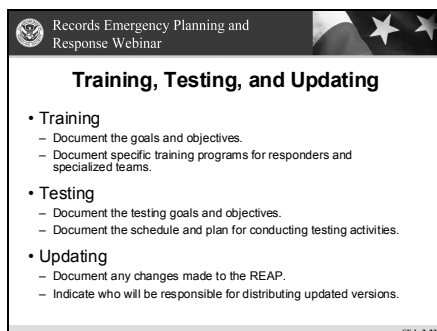 Records Emergency Planning and
Response Webinar
Training, Testing, and Updating
• Training
– Document the goals and objectives.
– Document specific training programs for responders and
specialized teams.
• Testing
– Document the testing goals and objectives.
– Document the schedule and plan for conducting testing activities.
• Updating
– Document any changes made to the REAP.
– Indicate who will be responsible for distributing updated versions.